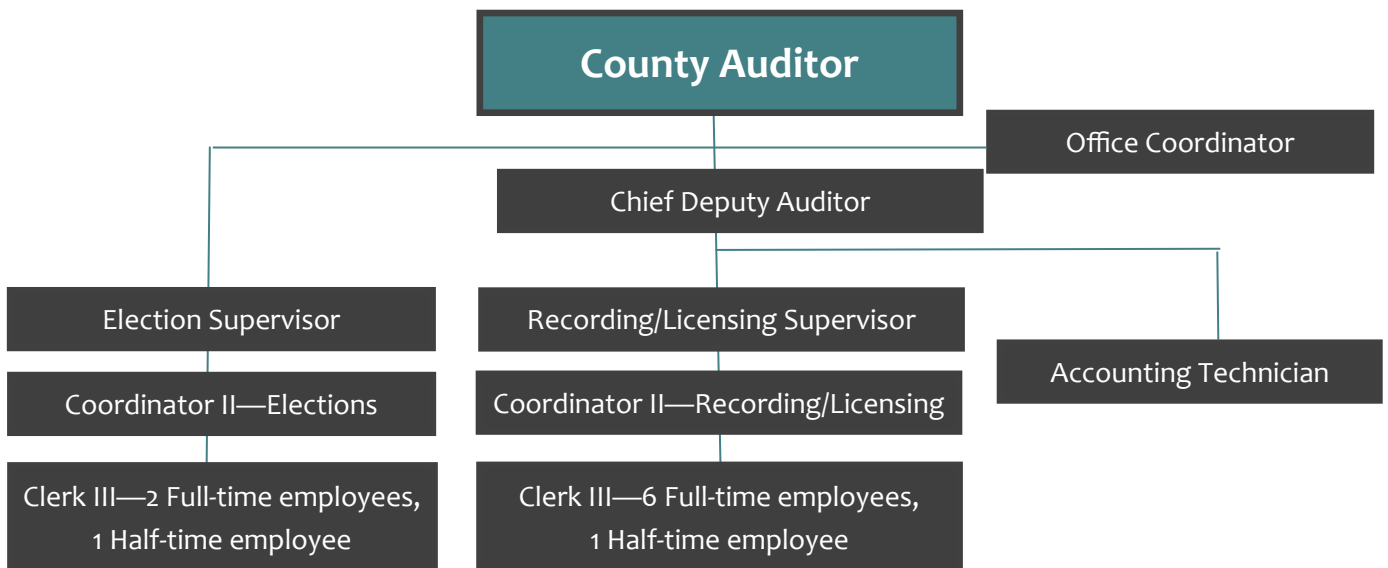 County Auditor
Office Coordinator
Chief Deputy Auditor
Election Supervisor
Recording/Licensing Supervisor
Accounting Technician
Coordinator II—Elections
Coordinator II—Recording/Licensing
Clerk III—2 Full-time employees,
1 Half-time employee
Clerk III—6 Full-time employees,
1 Half-time employee